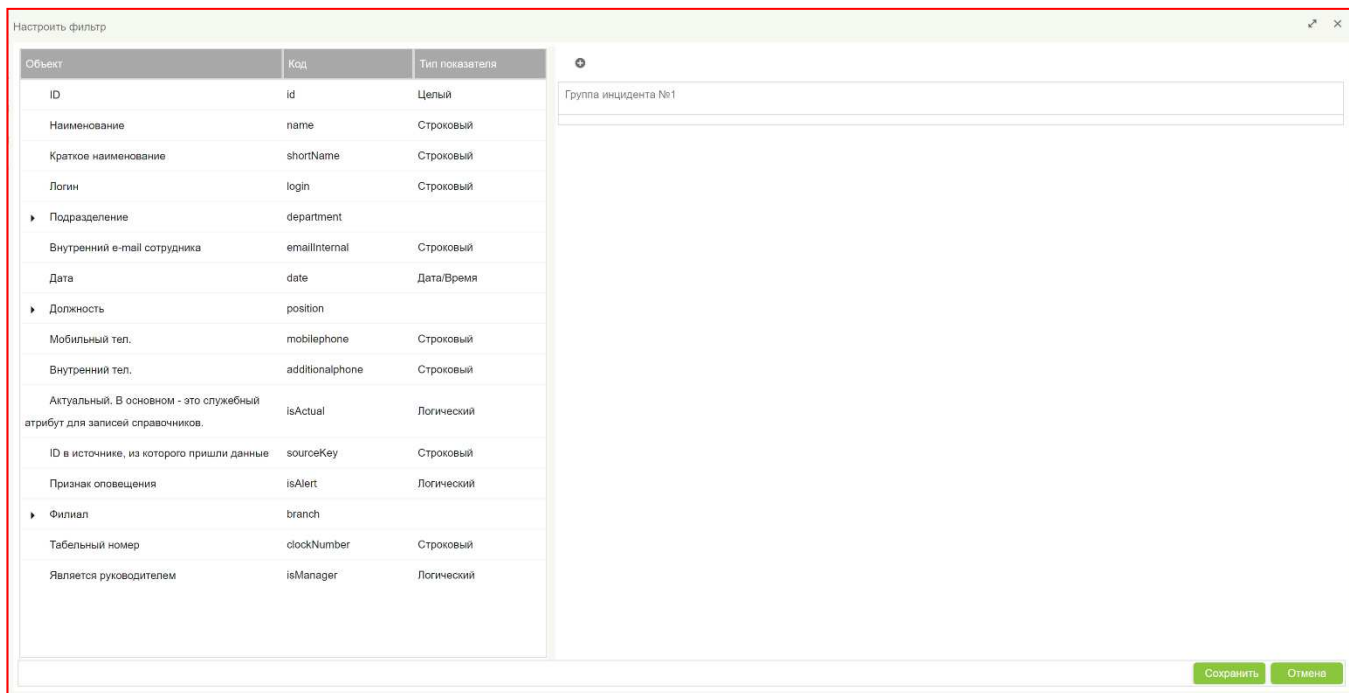 Настроить фильтр
Объект Код Тип показателя
ID id Целый
Группа инцидента №1
Наименование name Строковый
Краткое наименование shortName Строковый
Логин login Строковый
Подразделение department
Внутренний e-mail сотрудника emailInternal Строковый
Дата date Дата/Время
Должность position
Мобильный тел. mobilephone Строковый
Внутренний тел. additionalphone Строковый
Актуальный. В основном - это служебный
атрибут для записей справочников.
isActual Логический
ID в источнике, из которого пришли данные sourceKey Строковый
Признак оповещения isAlert Логический
Филиал branch
Табельный номер clockNumber Строковый
Является руководителем isManager Логический
Сохранить Отмена